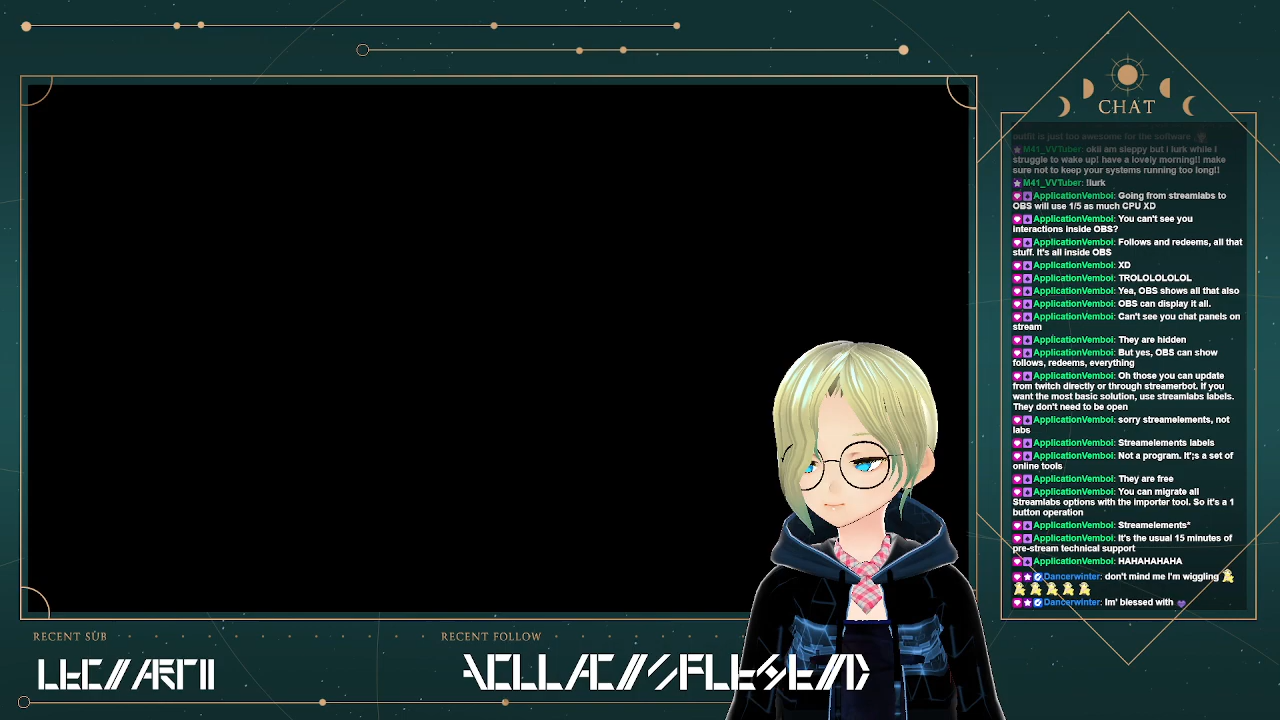 CHAT
outfit is just too awesome for the software
M41_VVTuber: okii am sleppy but i lurk while i
struggle to wake up! have a lovely morning!! make
sure not to keep your systems running too long!!
M41_VVTuber: !lurk
ApplicationVemboi: Going from streamlabs to
OBS will use 1/5 as much CPU XD
ApplicationVemboi: You can't see you
interactions inside OBS?
ApplicationVemboi: Follows and redeems, all that
stuff. It's all inside OBS
ApplicationVemboi: XD
ApplicationVemboi: TROLOLOLOLOL
ApplicationVemboi: Yea, OBS shows all that also
ApplicationVemboi: OBS can display it all.
ApplicationVemboi: Can't see you chat panels on
stream
ApplicationVemboi: They are hidden
ApplicationVemboi: But yes, OBS can show
follows, redeems, everything
ApplicationVemboi: Oh those you can update
from twitch directly or through streamerbot. If you
want the most basic solution, use streamlabs labels.
They don't need to be open
ApplicationVemboi: sorry streamelements, not
labs
ApplicationVemboi: Streamelements labels
ApplicationVemboi: Not a program. It';s a set of
online tools
ApplicationVemboi: They are free
ApplicationVemboi: You can migrate all
Streamlabs options with the importer tool. So it's a 1
button operation
ApplicationVemboi: Streamelements*
ApplicationVemboi: It's the usual 15 minutes of
pre-stream technical support
ApplicationVemboi: HAHAHAHAHA
Dancerwinter: don't mind me I'm wiggling
Dancerwinter: Im' blessed with
RECENT SUB
RECENT FOLLOW